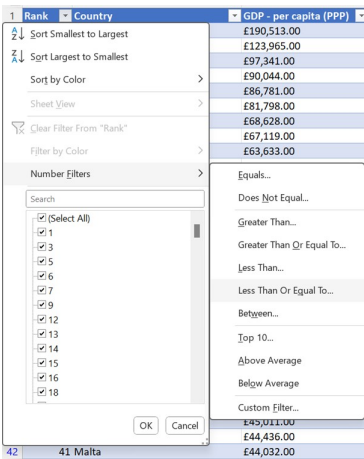 1 Rank Country GDP - per capita (PPP)
£190,513.00
£123,965.00
£97,341.00
£90,044.00
£86,781.00
£81,798.00
£68,628.00
£67,119.00
£63,633.00
Sort Smallest to Largest
Sort Largest to Smallest
Sort by Color
Sheet View
Clear Filter From "Rank"
Filter by Color
Number Filters
Search
(Select All)
1
3
5
6
7
9
12
13
14
15
16
18
OK Cancel
Equals...
Does Not Equal...
Greater Than...
Greater Than Or Equal To...
Less Than...
Less Than Or Equal To...
Between...
Top 10...
Above Average
Below Average
Custom Filter...
£45,011.00
£44,436.00
42 41 Malta £44,032.00